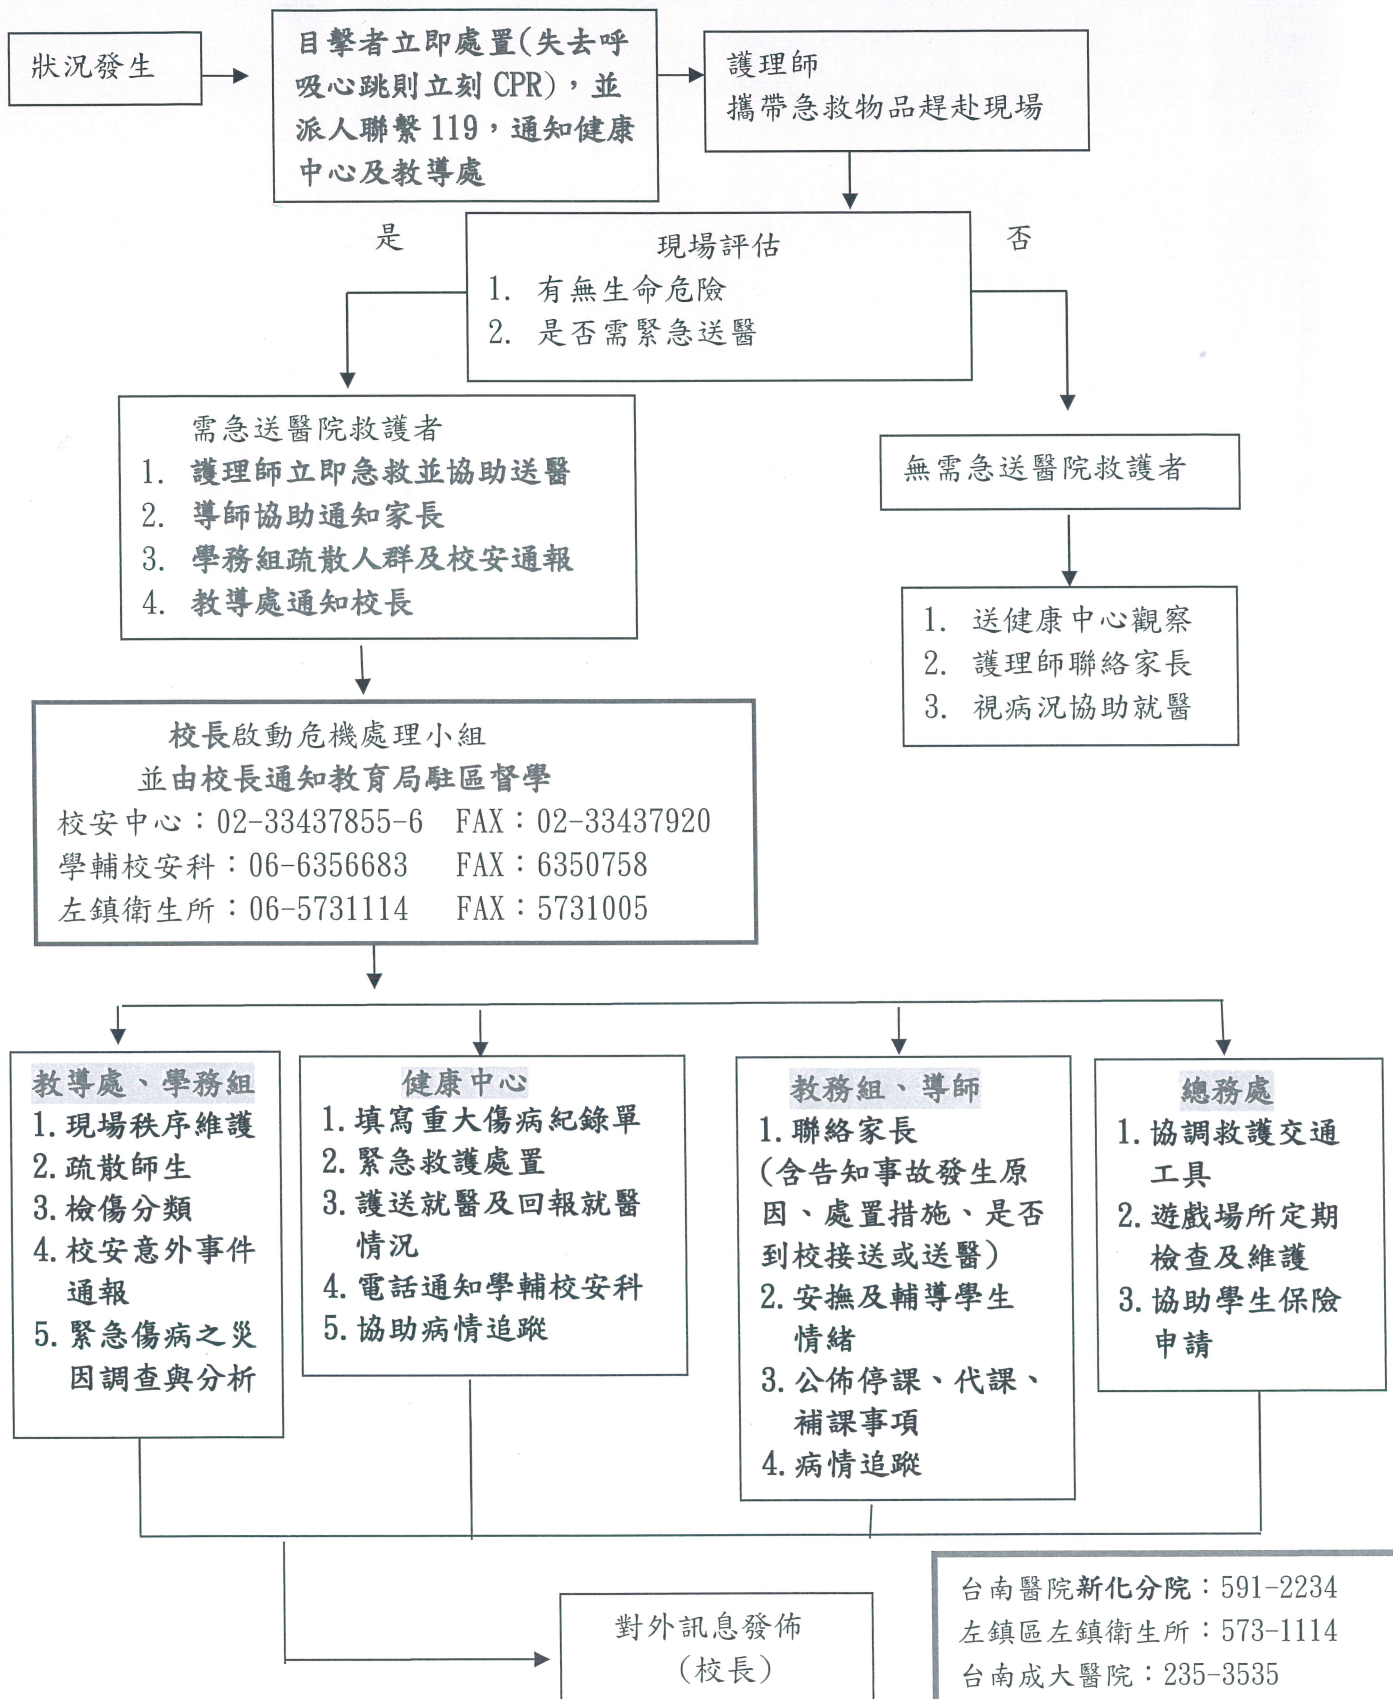 狀況發生
目擊者立即處置(失去呼
吸心跳則立刻 CPR)，並
派人聯繫 119，通知健康
中心及教導處
護理師
攜帶急救物品趕赴現場
是
現場評估
1. 有無生命危險
2. 是否需緊急送醫
否
需急送醫院救護者
1. 護理師立即急救並協助送醫
2. 導師協助通知家長
3. 學務組疏散人群及校安通報
4. 教導處通知校長
無需急送醫院救護者
1. 送健康中心觀察
2. 護理師聯絡家長
3. 視病況協助就醫
校長啟動危機處理小組
並由校長通知教育局駐區督學
校安中心：02-33437855-6 FAX：02-33437920
學輔校安科：06-6356683 FAX：6350758
左鎮衛生所：06-5731114 FAX：5731005
教導處、學務組
1.現場秩序維護
2.疏散師生
3.檢傷分類
4.校安意外事件
通報
5.緊急傷病之災
因調查與分析
健康中心
1.填寫重大傷病紀錄單
2.緊急救護處置
3.護送就醫及回報就醫
情況
4.電話通知學輔校安科
5.協助病情追蹤
教務組、導師
1.聯絡家長
(含告知事故發生原
因、處置措施、是否
到校接送或送醫)
2.安撫及輔導學生
情緒
3.公佈停課、代課、
補課事項
4.病情追蹤
總務處
1.協調救護交通
工具
2.遊戲場所定期
檢查及維護
3.協助學生保險
申請
對外訊息發佈
(校長)
台南醫院新化分院：591-2234
左鎮區左鎮衛生所：573-1114
台南成大醫院：235-3535